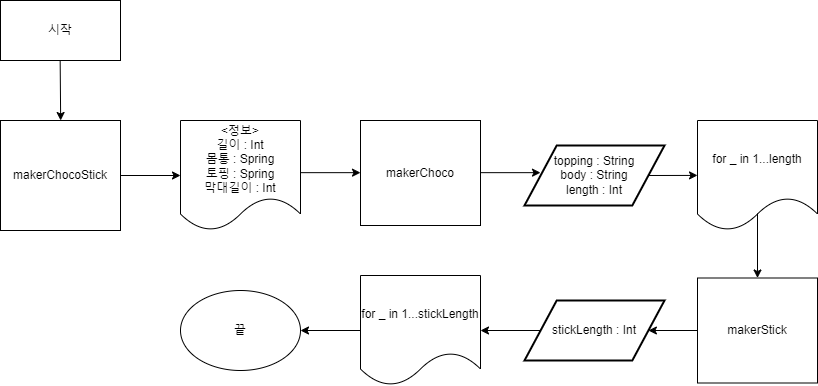 시작
makerChocoStick
<정보>
길이 : Int
몸통 : Spring
토핑 : Spring
막대길이 : Int
makerChoco
topping : String
body : String
length : Int
for _ in 1...length
makerStick
stickLength : Int
for _ in 1...stickLength
끝